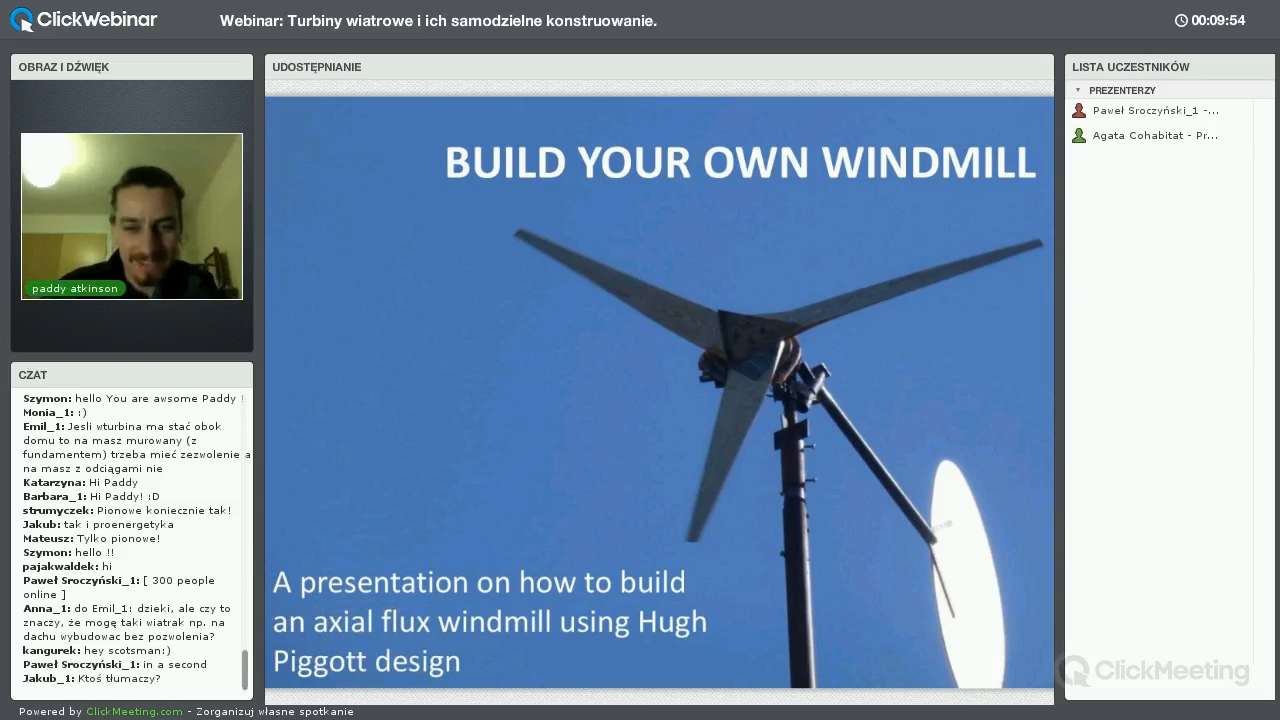 ClickWebinar
Webinar: Turbiny wiatrowe i ich samodzielne konstruowanie.
00:09:54
OBRAZ I DŹWIĘK
paddy atkinson
CZAT
Szymon: hello You are awsome Paddy !
Monia_1: :)
Emil_1: Jesli wturbina ma stać obok
domu to na masz murowany (z
fundamentem) trzeba mieć zezwolenie a
na masz z odciągami nie
Katarzyna: Hi Paddy
Barbara_1: Hi Paddy! :D
strumyczek: Pionowe koniecznie tak!
Jakub: tak i proenergetyka
Mateusz: Tylko pionowe!
Szymon: hello !!
pajakwaldek: hi
Paweł Sroczyński_1: [ 300 people
online ]
Anna_1: do Emil_1: dzieki, ale czy to
znaczy, że mogę taki wiatrak np. na
dachu wybudowac bez pozwolenia?
kangurek: hey scotsman:)
Paweł Sroczyński_1: in a second
Jakub_1: Ktoś tłumaczy?
UDOSTĘPNIANIE
BUILD YOUR OWN WINDMILL
A presentation on how to build
an axial flux windmill using Hugh
Piggott design
LISTA UCZESTNIKÓW
PREZENTERZY
Paweł Sroczyński_1 -...
Agata Cohabitat - Pr...
ClickMeeting
Powered by ClickMeeting.com - Zorganizuj własne spotkanie